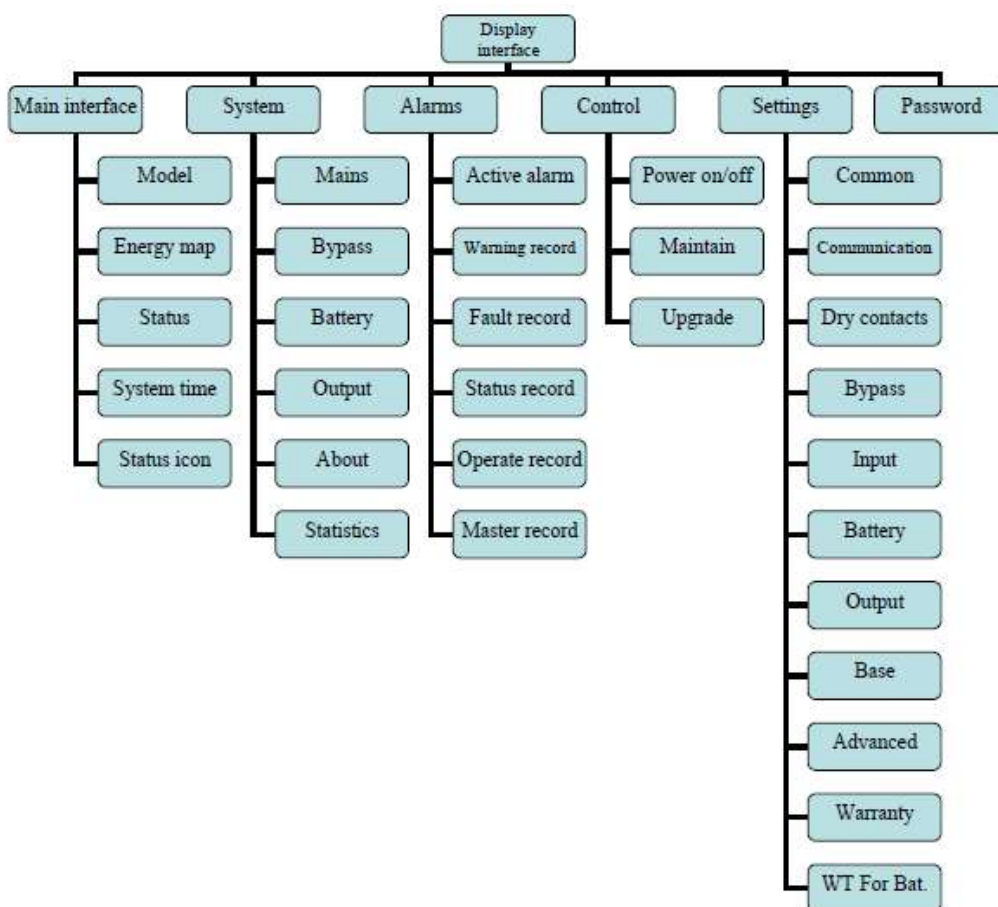 Display
interface
Main interface
System
Alarms
Control
Settings
Password
Model
Energy map
Status
System time
Status icon
Mains
Bypass
Battery
Output
About
Statistics
Active alarm
Warning record
Fault record
Status record
Operate record
Master record
Power on/off
Maintain
Upgrade
Common
Communication
Dry contacts
Bypass
Input
Battery
Output
Base
Advanced
Warranty
WT For Bat.